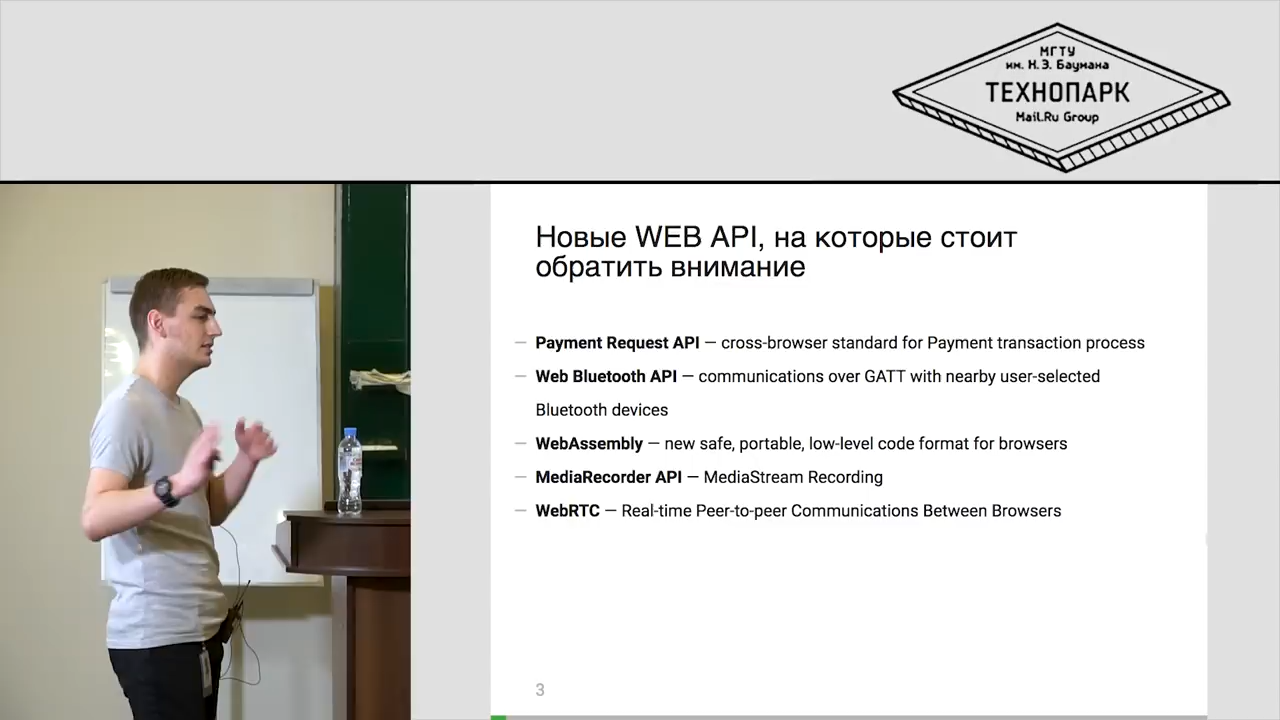 МГТУ
им. Н.Э. Баумана
ТЕХНОПАРК
Mail.Ru Group
Новые WEB API, на которые стоит
обратить внимание
— Payment Request API — cross-browser standard for Payment transaction process
— Web Bluetooth API — communications over GATT with nearby user-selected
Bluetooth devices
— WebAssembly — new safe, portable, low-level code format for browsers
— MediaRecorder API — MediaStream Recording
— WebRTC — Real-time Peer-to-peer Communications Between Browsers
3